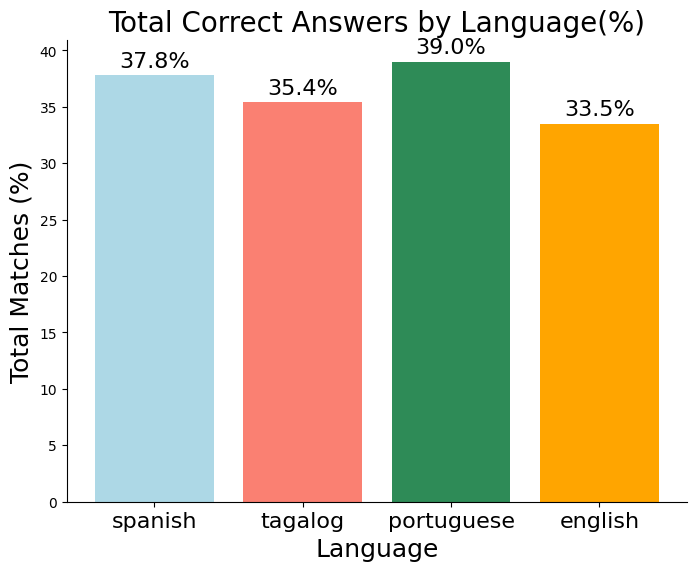 Total Correct Answers by Language(%)
40
35
30
25
20
15
10
5
0
Total Matches (%)
37.8%
35.4%
39.0%
33.5%
spanish
tagalog
portuguese
english
Language